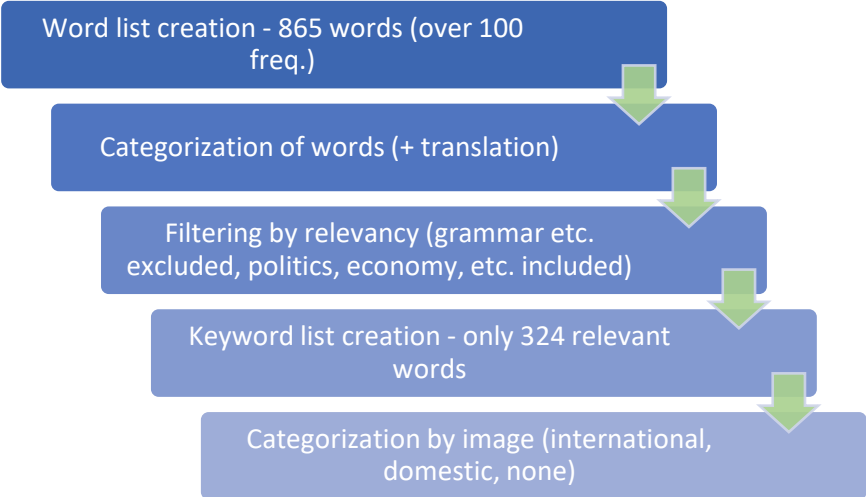 Word list creation - 865 words (over 100
freq.)
Categorization of words (+ translation)
Filtering by relevancy (grammar etc.
excluded, politics, economy, etc. included)
Keyword list creation - only 324 relevant
words
Categorization by image (international,
domestic, none)